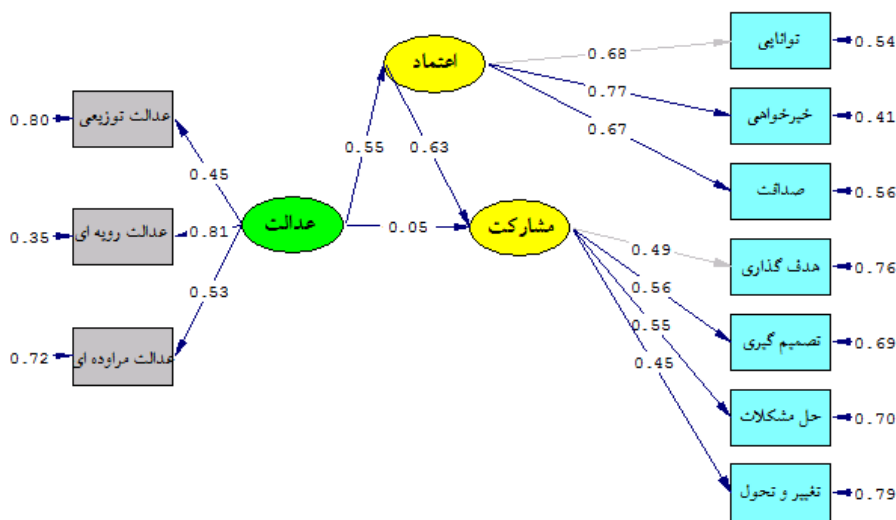 توانایی
0.54
0.68
اعتماد
0.77
خیرخواهی
0.41
0.67
صداقت
0.56
0.80
عدالت توزیعی
0.45
0.55
0.63
0.35
عدالت رویه ای
0.81
عدالت
0.05
مشارکت
0.49
هدف گذاری
0.76
0.53
0.56
تصمیم گیری
0.69
0.72
عدالت مراوده ای
0.55
0.45
حل مشکلات
0.70
تغییر و تحول
0.79